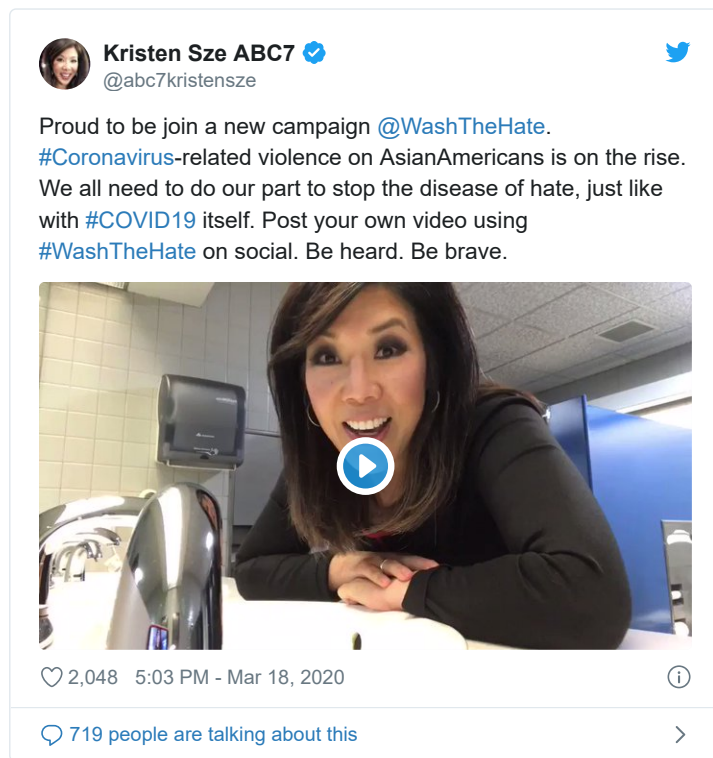 Kristen Sze ABC7
@abc7kristensze
Proud to be join a new campaign @WashTheHate.
#Coronavirus-related violence on AsianAmericans is on the rise.
We all need to do our part to stop the disease of hate, just like
with #COVID19 itself. Post your own video using
#WashTheHate on social. Be heard. Be brave.
2,048 5:03 PM - Mar 18, 2020
719 people are talking about this